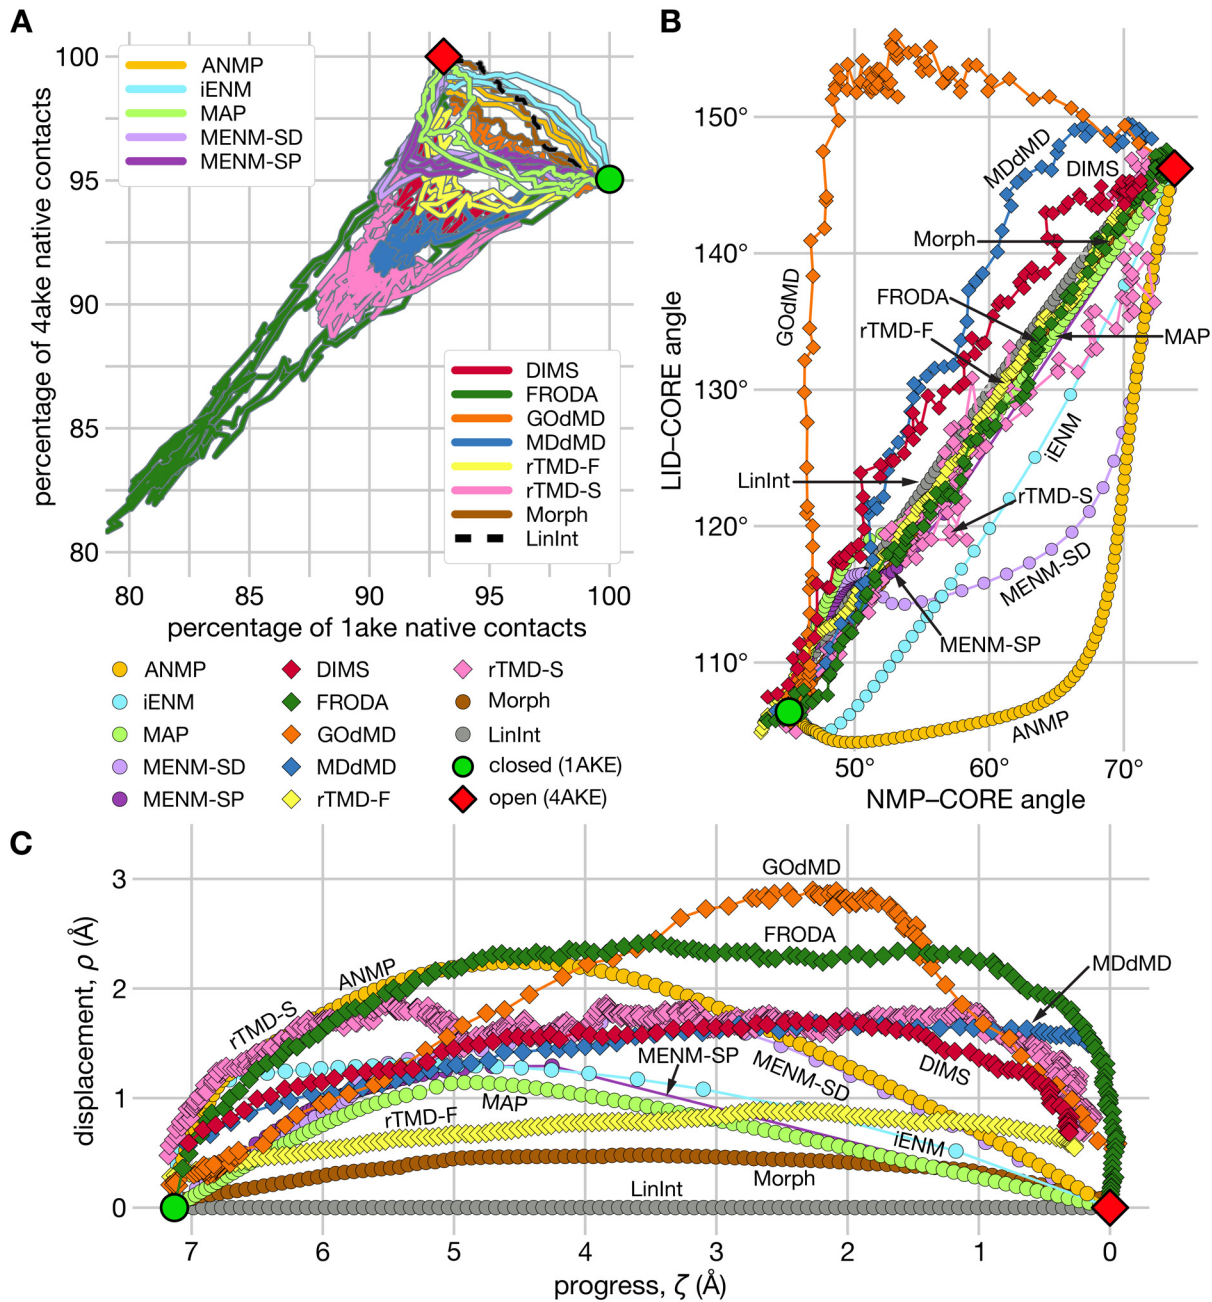 A
100
95
90
85
80
percentage of 4ake native contacts
ANMP
iENM
MAP
MENM-SD
MENM-SP
DIMS
FRODA
GOdMD
MDdMD
rTMD-F
rTMD-S
Morph
LinInt
80 85 90 95 100
percentage of 1ake native contacts
ANMP DIMS rTMD-S
iENM FRODA Morph
MAP GOdMD LinInt
MENM-SD MDdMD closed (1AKE)
MENM-SP rTMD-F open (4AKE)
B
150°
140°
130°
120°
110°
LID–CORE angle
MDdMD
DIMS
Morph
GOdMD
FRODA
rTMD-F
MAP
iENM
LinInt
rTMD-S
MENM-SD
MENM-SP
ANMP
50° 60° 70°
NMP–CORE angle
C
3
2
1
0
displacement, ρ (Å)
GOdMD
FRODA
ANMP
MDdMD
rTMD-S
MENM-SP
MENM-SD
DIMS
MAP
rTMD-F
iENM
Morph
LinInt
7 6 5 4 3 2 1 0
progress, ζ (Å)